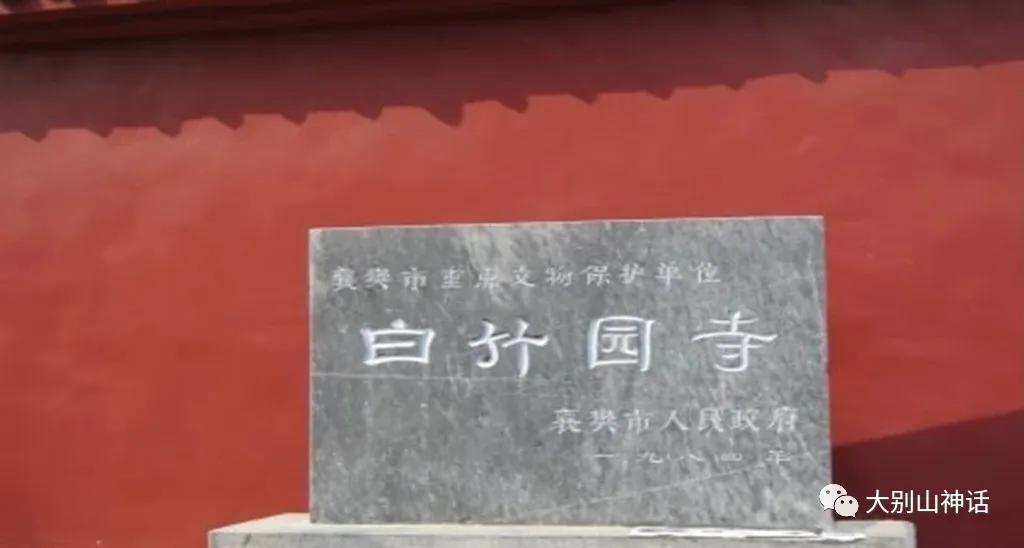 襄樊市重点文物保护单位
白竹园寺
襄樊市人民政府
一九八四年
大别山神话